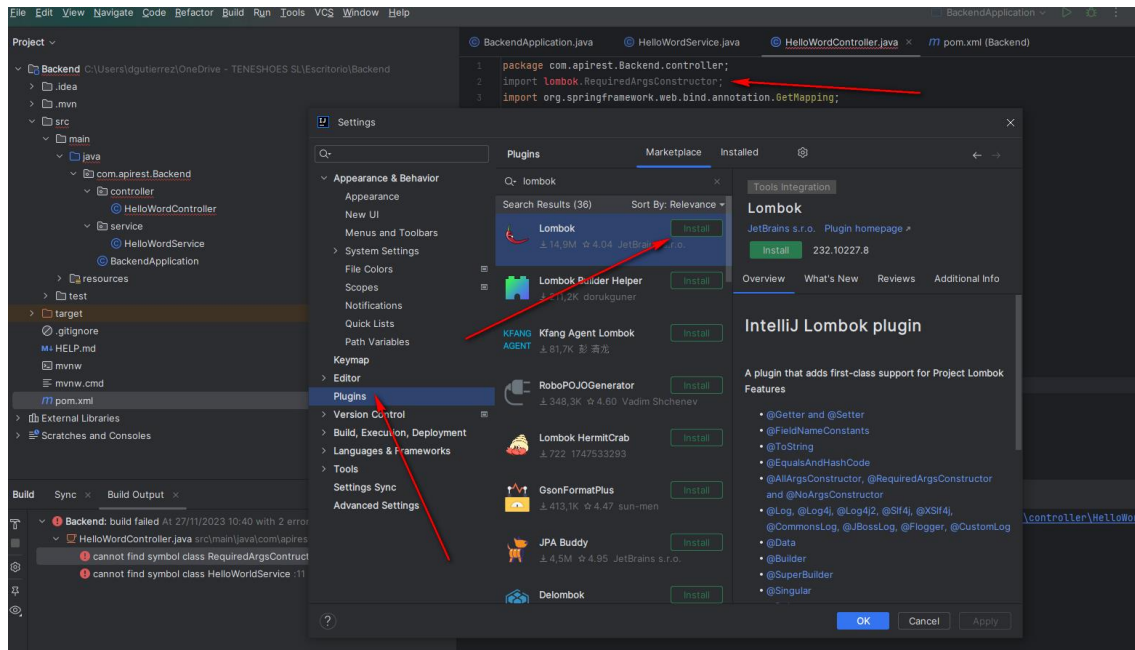 File Edit View Navigate Code Refactor Build Run Tools VCS Window Help
BackendApplication
Project
BackendApplication.java HelloWordService.java HelloWordController.java × pom.xml (Backend)
Backend C:\Users\dgutierrez\OneDrive - TENESHOES SL\Escritorio\Backend
.idea
.mvn
src
main
java
com.apirest.Backend
controller
HelloWordController
service
HelloWordService
BackendApplication
resources
test
target
.gitignore
HELP.md
mvnw
mvnw.cmd
pom.xml
External Libraries
Scratches and Consoles
1 package com.apirest.Backend.controller;
2 import lombok.RequiredArgsConstructor;
3 import org.springframework.web.bind.annotation.GetMapping;
Settings
Appearance & Behavior
Appearance
New UI
Menus and Toolbars
System Settings
File Colors
Scopes
Notifications
Quick Lists
Path Variables
Keymap
Editor
Plugins
Version Control
Build, Execution, Deployment
Languages & Frameworks
Tools
Settings Sync
Advanced Settings
Plugins Marketplace Installed
lombok
Search Results (36) Sort By: Relevance
Lombok Install
14,9M 4.04 JetBrains s.r.o.
Lombok Builder Helper Install
211,2K dorukguner
KFANG AGENT
Kfang Agent Lombok Install
81,7K 彭 清龙
RoboPOJOGenerator Install
348,3K 4.60 Vadim Shchenev
Lombok HermitCrab Install
722 1747533293
GsonFormatPlus Install
413,1K 4.47 sun-men
JPA Buddy Install
4,5M 4.95 JetBrains s.r.o.
Delombok Install
Tools Integration
Lombok
JetBrains s.r.o. Plugin homepage
Install 232.10227.8
Overview What's New Reviews Additional Info
IntelliJ Lombok plugin
A plugin that adds first-class support for Project Lombok
Features
• @Getter and @Setter
• @FieldNameConstants
• @ToString
• @EqualsAndHashCode
• @AllArgsConstructor, @RequiredArgsConstructor
and @NoArgsConstructor
• @Log, @Log4j, @Log4j2, @Slf4j, @XSlf4j,
@CommonsLog, @JBossLog, @Flogger, @CustomLog
• @Data
• @Builder
• @SuperBuilder
• @Singular
? OK Cancel Apply
Build Sync × Build Output ×
Backend: build failed At 27/11/2023 10:40 with 2 error
HelloWordController.java src\main\java\com\apires
cannot find symbol class RequiredArgsContruct
cannot find symbol class HelloWorldService :11
\controller\HelloWo